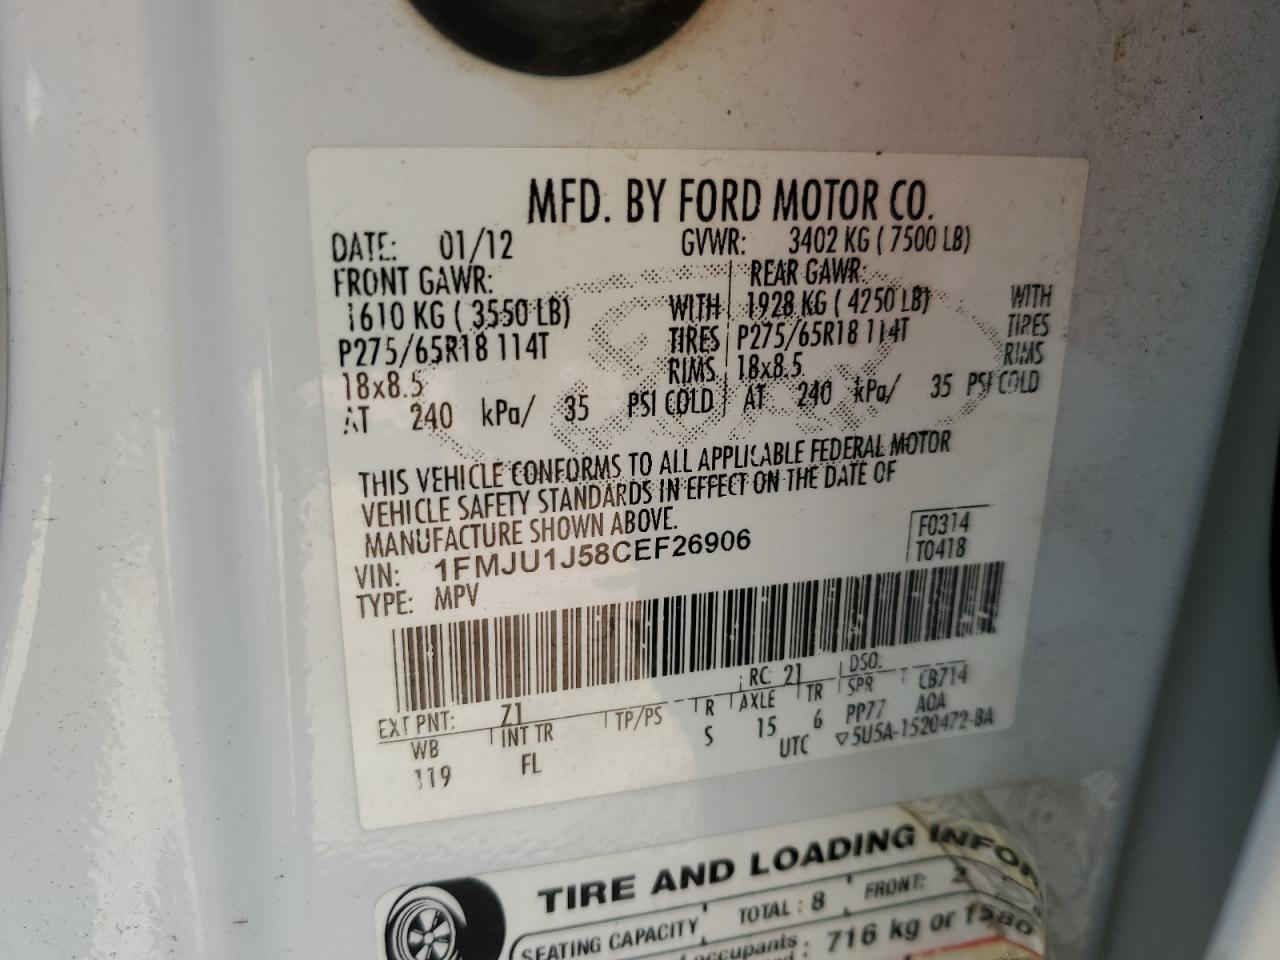 MFD. BY FORD MOTOR CO.
DATE: 01/12 GVWR: 3402 KG ( 7500 LB)
FRONT GAWR: REAR GAWR:
1610 KG ( 3550 LB) WITH 1928 KG ( 4250 LB) WITH
P275/65R18 114T TIRES P275/65R18 114T TIRES
18x8.5 RIMS 18x8.5 RIMS
AT 240 kPa/ 35 PSI COLD AT 240 kPa/ 35 PSI COLD
THIS VEHICLE CONFORMS TO ALL APPLICABLE FEDERAL MOTOR
VEHICLE SAFETY STANDARDS IN EFFECT ON THE DATE OF
MANUFACTURE SHOWN ABOVE.
VIN: 1FMJU1J58CEF26906 F0314
TYPE: MPV T0418
EXT PNT: Z1 RC: 21 DSO:
WB INT TR TP/PS R AXLE TR SPR CB714
119 FL S 15 6 PP77 AOA
UTC ▽5U5A-1520472-BA
TIRE AND LOADING
SEATING CAPACITY TOTAL : 8 FRONT: 2
occupants : 716 kg or 1580